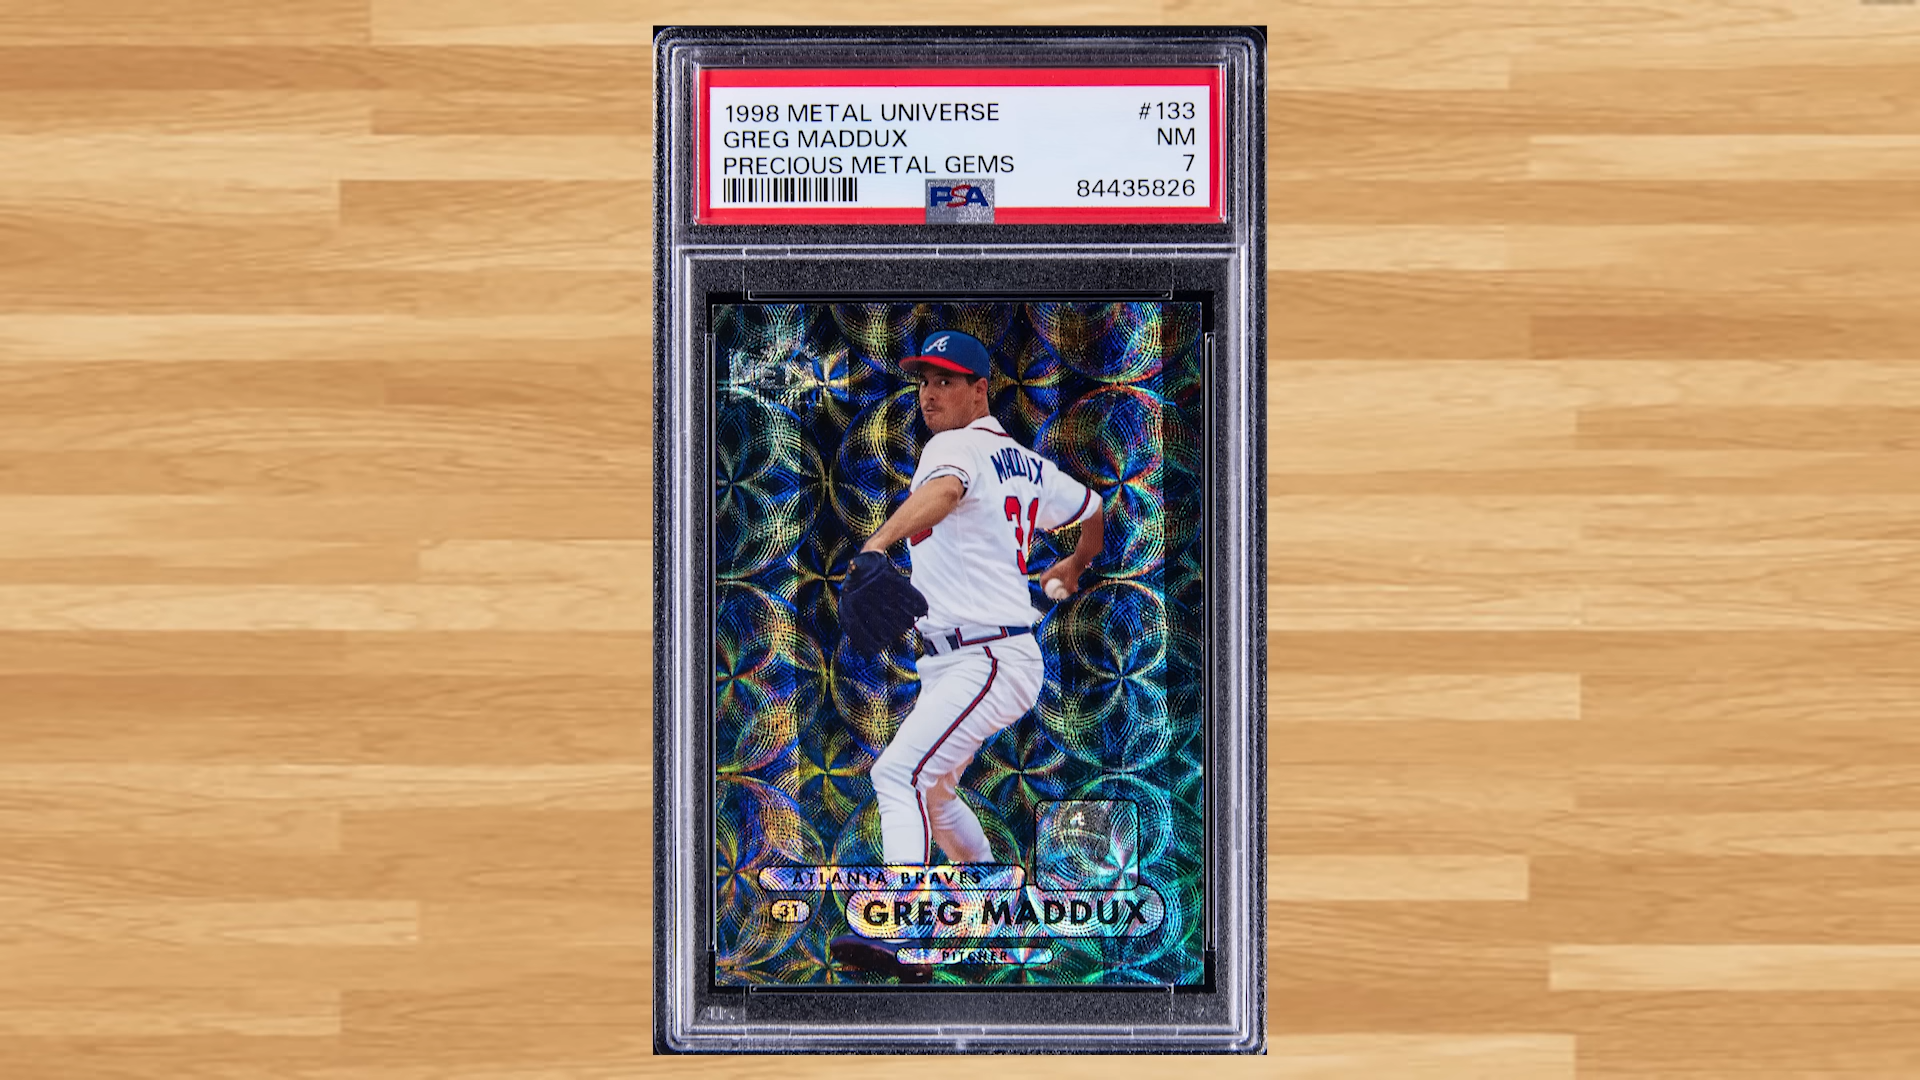 1998 METAL UNIVERSE #133
GREG MADDUX NM
PRECIOUS METAL GEMS 7
PSA 84435826
A
MADDUX
31
ATLANTA BRAVES
31 GREG MADDUX
PITCHER